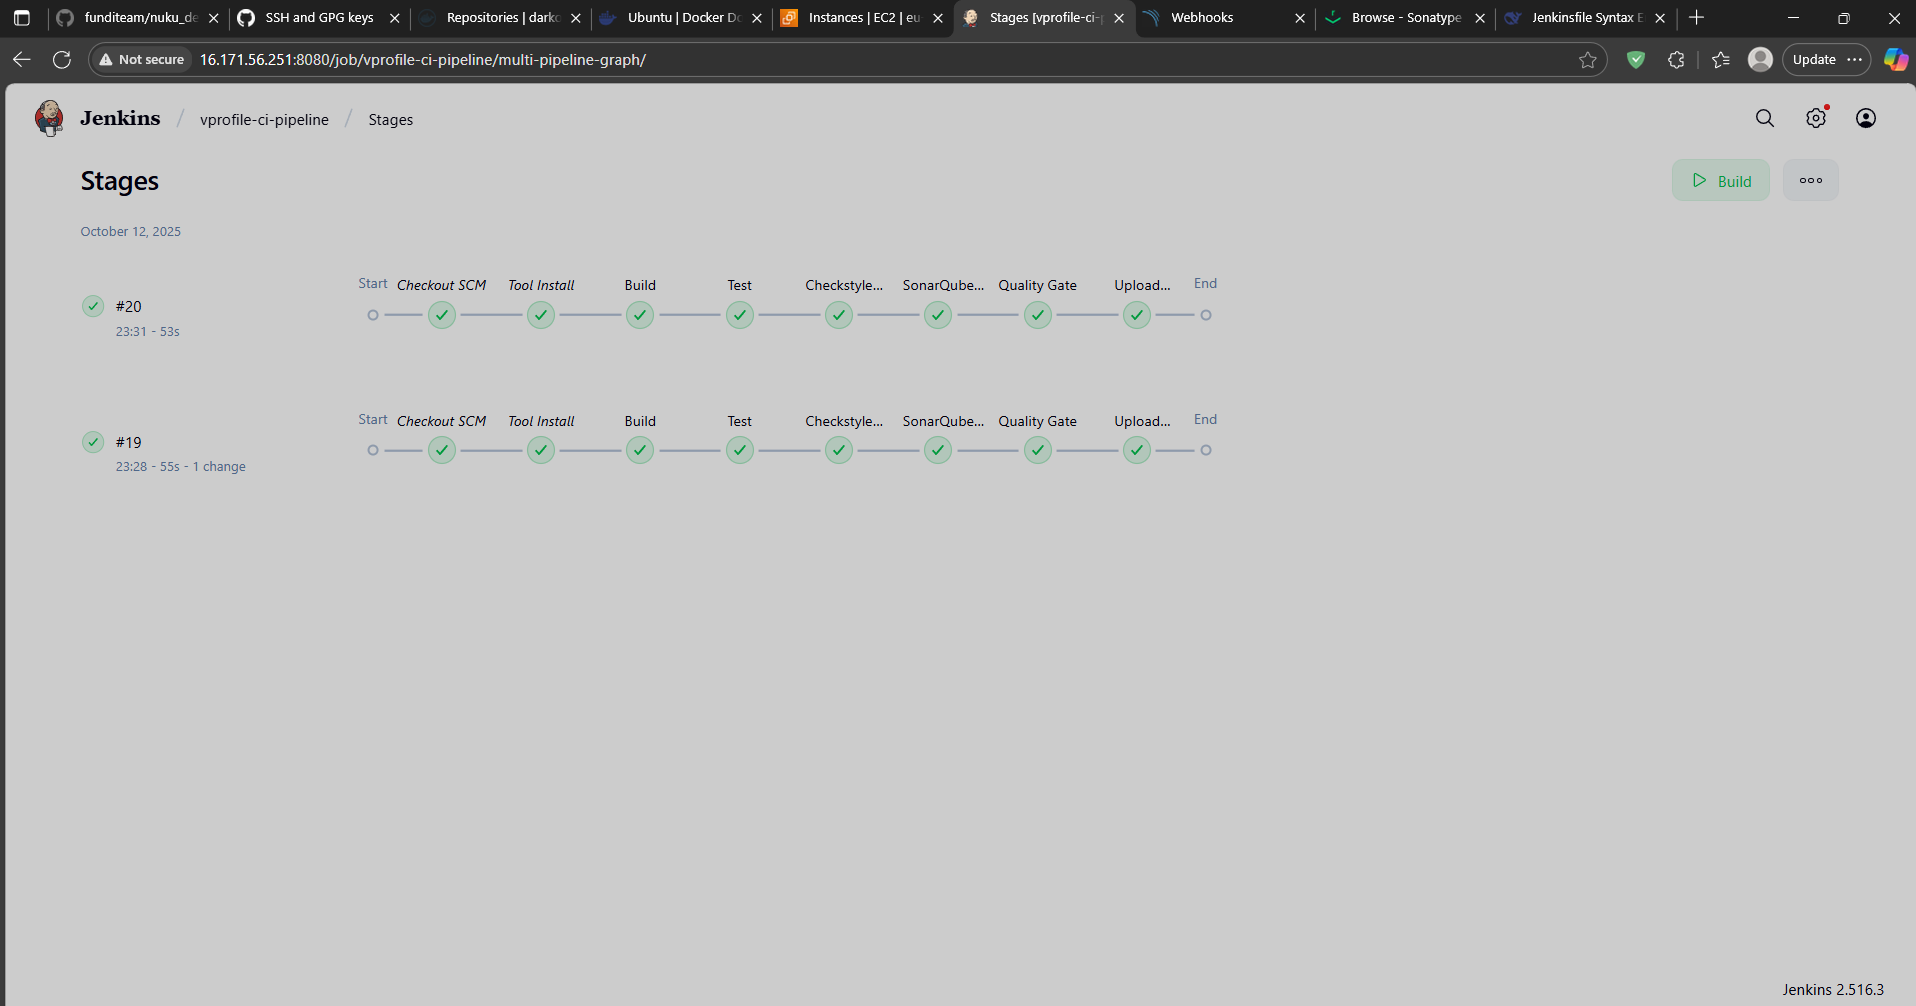 funditeam/nuku_de
SSH and GPG keys
Repositories | darko
Ubuntu | Docker Do
Instances | EC2 | eu
Stages [vprofile-ci-p
Webhooks
Browse - Sonatype
Jenkinsfile Syntax E
Not secure
16.171.56.251:8080/job/vprofile-ci-pipeline/multi-pipeline-graph/
Update
Jenkins / vprofile-ci-pipeline / Stages
Stages
Build
October 12, 2025
Start Checkout SCM Tool Install Build Test Checkstyle... SonarQube... Quality Gate Upload... End
#20
23:31 - 53s
Start Checkout SCM Tool Install Build Test Checkstyle... SonarQube... Quality Gate Upload... End
#19
23:28 - 55s - 1 change
Jenkins 2.516.3